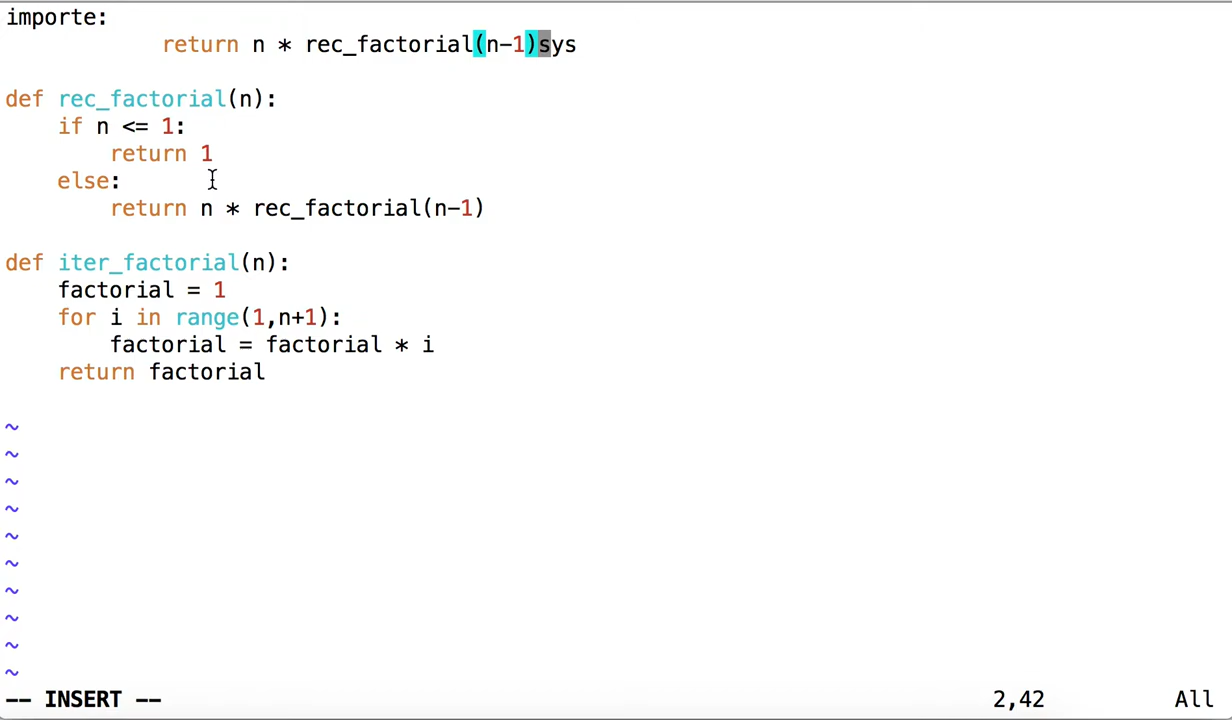 importe:
            return n * rec_factorial(n-1)sys
def rec_factorial(n):
    if n <= 1:
        return 1
    else:
        return n * rec_factorial(n-1)
def iter_factorial(n):
    factorial = 1
    for i in range(1,n+1):
        factorial = factorial * i
    return factorial
~
~
~
~
~
~
~
~
~
~
-- INSERT -- 2,42 All